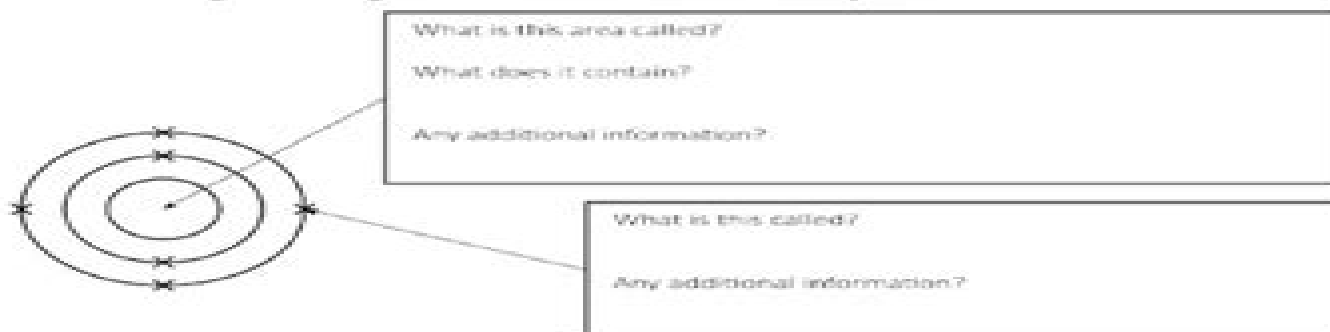 What is this area called?
What does it contain?
Any additional information?
What is this called?
Any additional information?